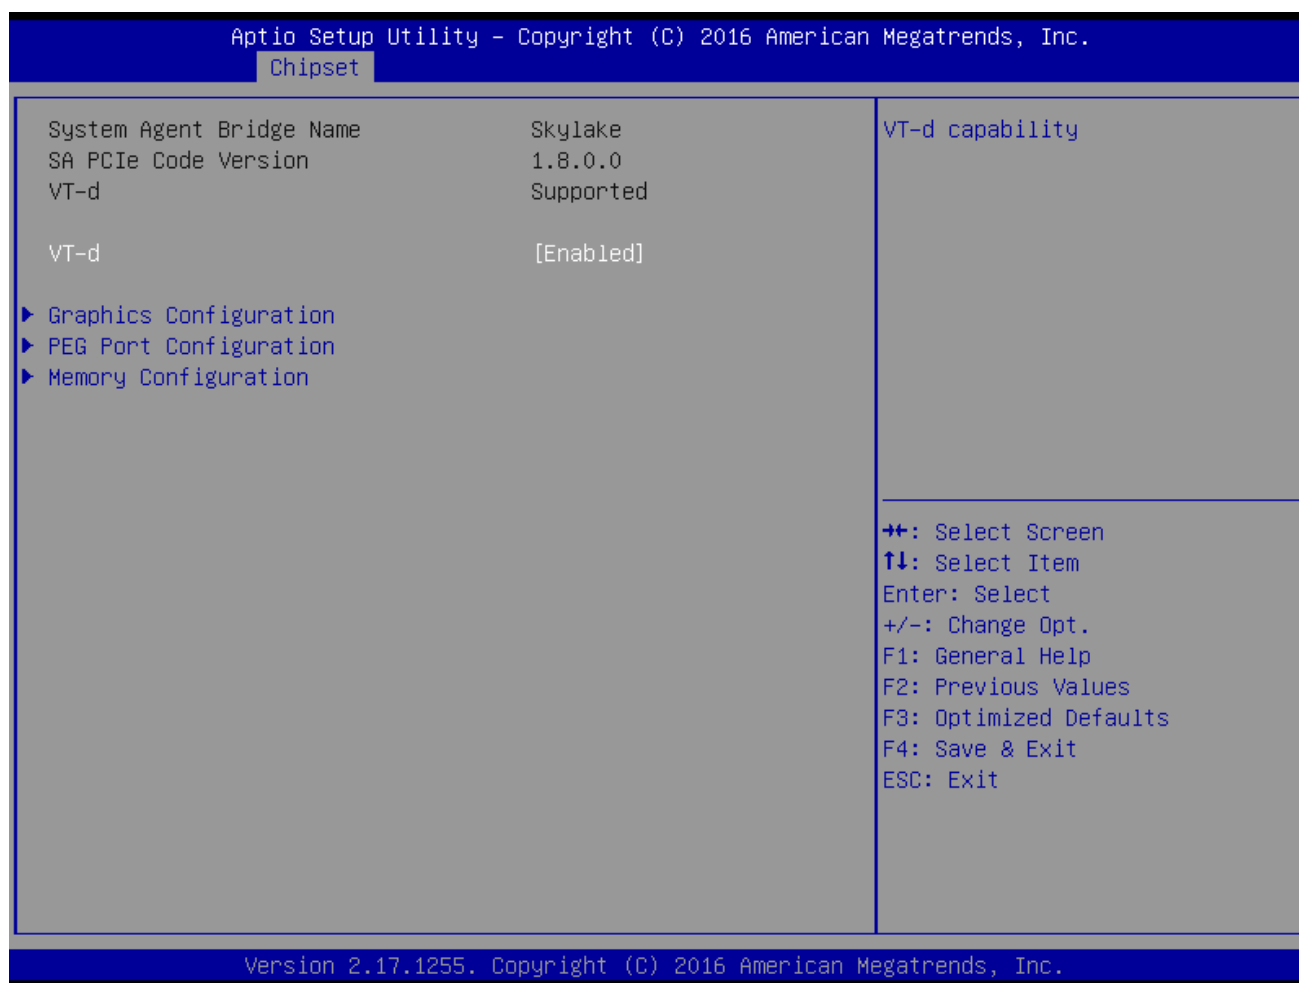 Aptio Setup Utility – Copyright (C) 2016 American Megatrends, Inc.
Chipset
System Agent Bridge Name Skylake
SA PCIe Code Version 1.8.0.0
VT-d Supported
VT-d [Enabled]
Graphics Configuration
PEG Port Configuration
Memory Configuration
VT-d capability
→←: Select Screen
↑↓: Select Item
Enter: Select
+/-: Change Opt.
F1: General Help
F2: Previous Values
F3: Optimized Defaults
F4: Save & Exit
ESC: Exit
Version 2.17.1255. Copyright (C) 2016 American Megatrends, Inc.